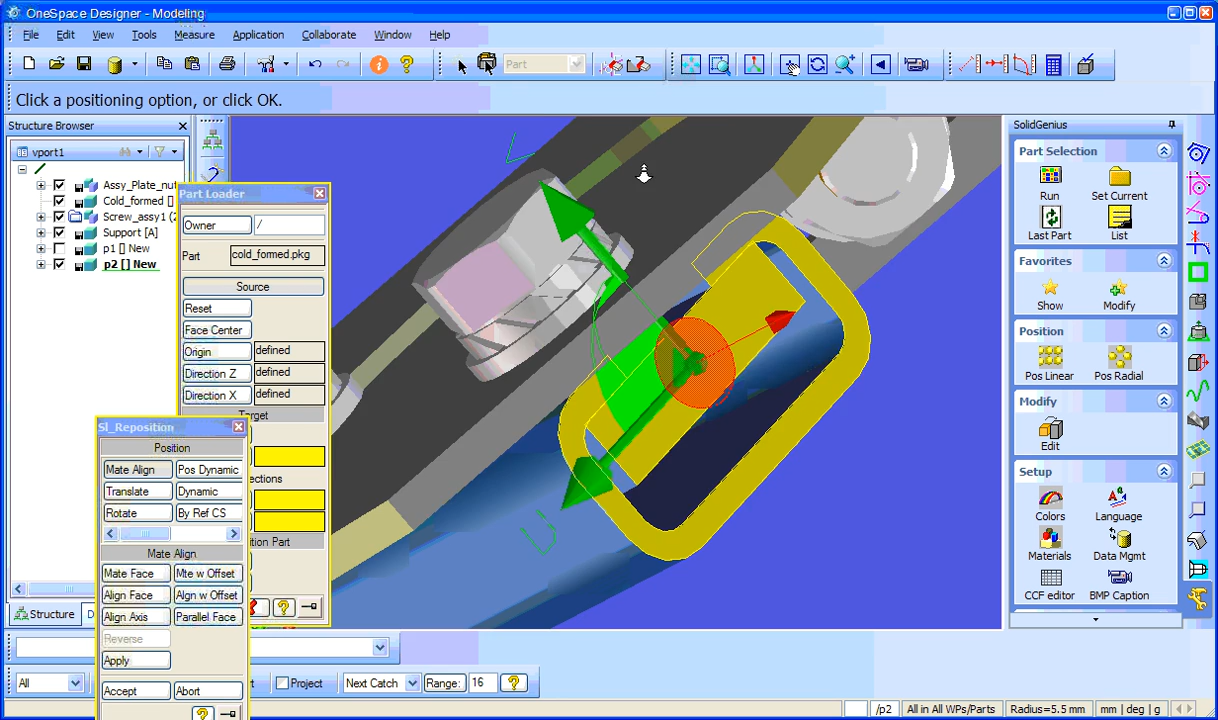 OneSpace Designer - Modeling
File Edit View Tools Measure Application Collaborate Window Help
Part
Click a positioning option, or click OK.
Structure Browser
vport1
Assy_Plate_nut
Cold_formed []
Screw_assy1 (2
Support [A]
p1 [] New
p2 [] New
Structure
Part Loader
Owner /
Part cold_formed.pkg
Source
Reset
Face Center
Origin defined
Direction Z defined
Direction X defined
Target
ections
ition Part
Sl_Reposition
Position
Mate Align Pos Dynamic
Translate Dynamic
Rotate By Ref CS
Mate Align
Mate Face Mte w Offset
Align Face Algn w Offset
Align Axis Parallel Face
Reverse
Apply
Accept Abort
V
U
SolidGenius
Part Selection
Run Set Current
Last Part List
Favorites
Show Modify
Position
Pos Linear Pos Radial
Modify
Edit
Setup
Colors Language
Materials Data Mgmt
CCF editor BMP Caption
All t Project Next Catch Range: 16
/p2 All in All WPs/Parts Radius=5.5 mm mm | deg | g